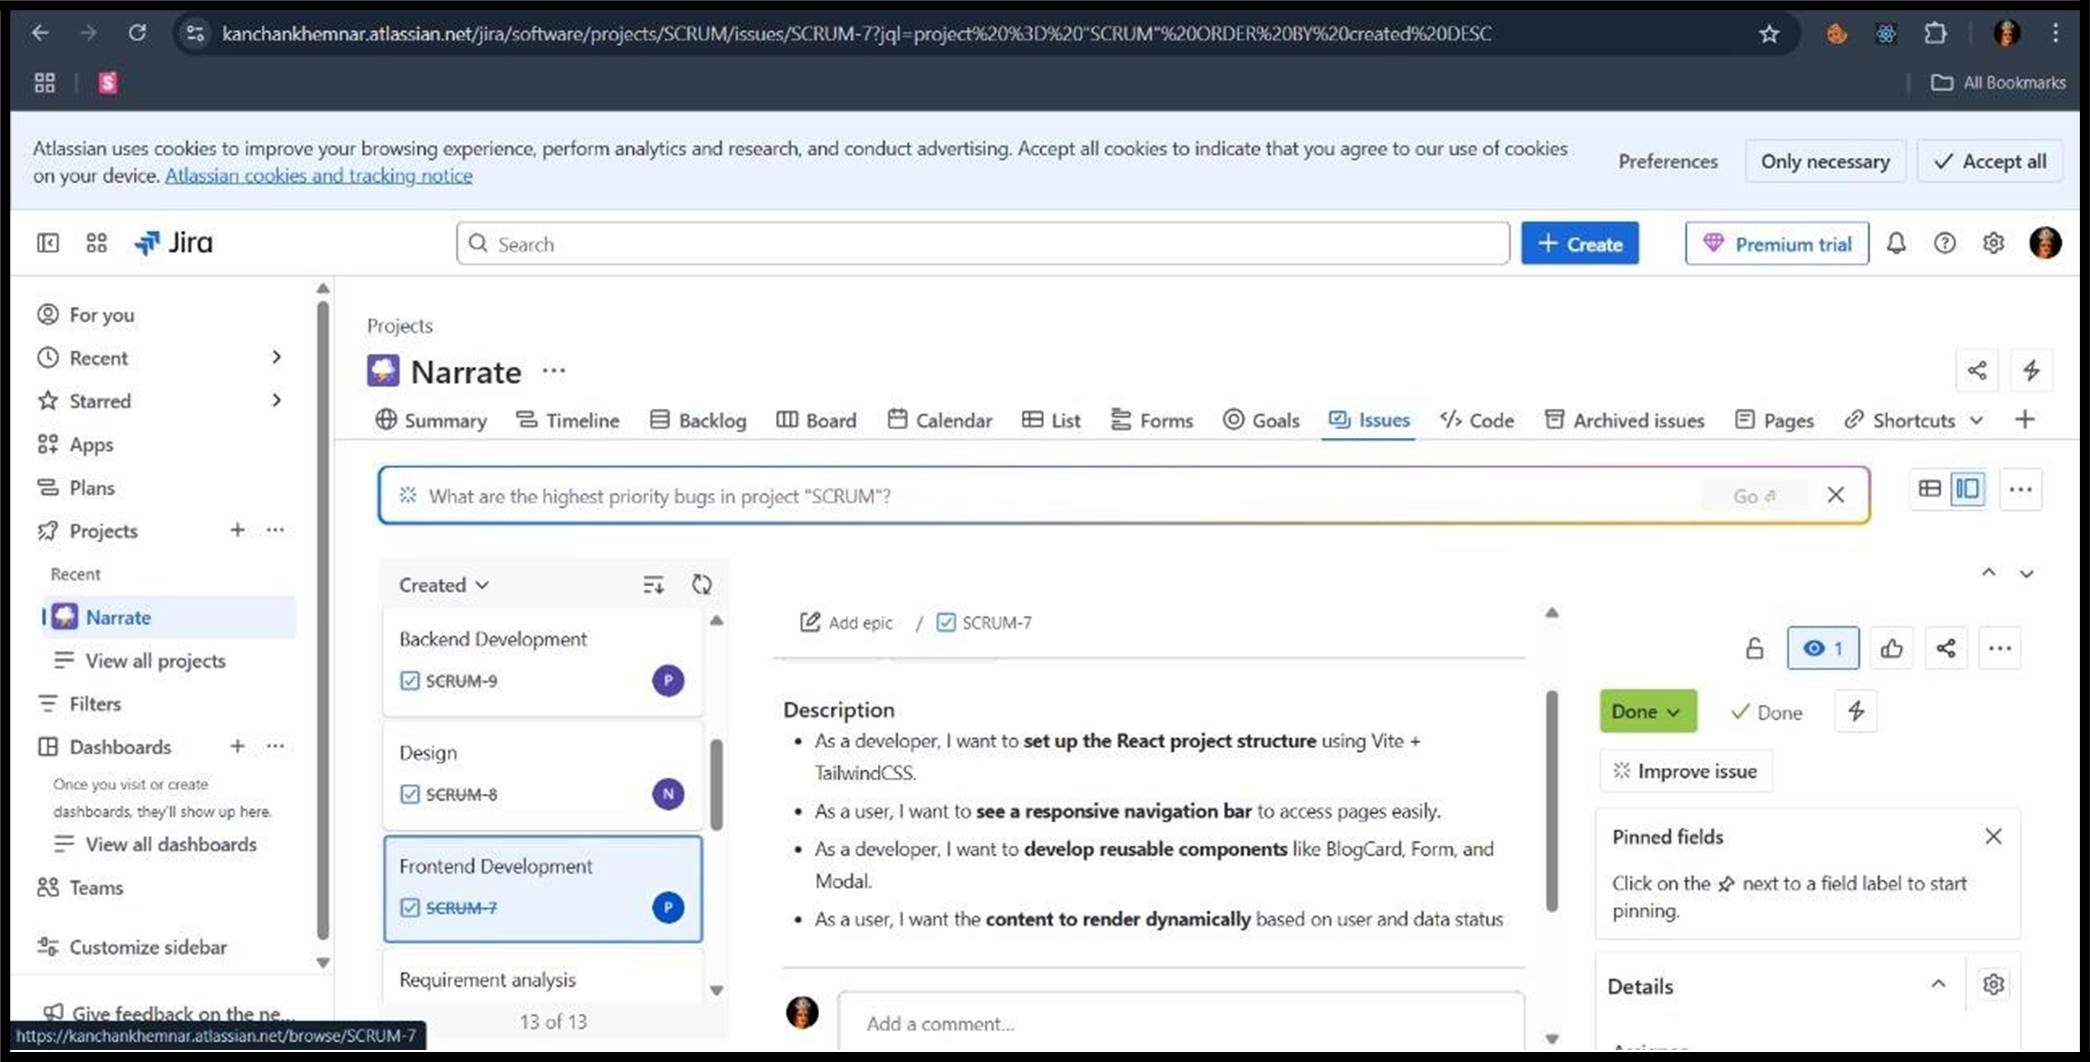 kanchankhemnar.atlassian.net/jira/software/projects/SCRUM/issues/SCRUM-7?jql=project%20%3D%20"SCRUM"%20ORDER%20BY%20created%20DESC
S
All Bookmarks
Atlassian uses cookies to improve your browsing experience, perform analytics and research, and conduct advertising. Accept all cookies to indicate that you agree to our use of cookies
on your device. Atlassian cookies and tracking notice
Preferences
Only necessary
Accept all
Jira
Search
Create
Premium trial
For you
Recent
Starred
Apps
Plans
Projects
Recent
Narrate
View all projects
Filters
Dashboards
Once you visit or create
dashboards, they'll show up here.
View all dashboards
Teams
Customize sidebar
Give feedback on the ne...
https://kanchankhemnar.atlassian.net/browse/SCRUM-7
Projects
Narrate
Summary Timeline Backlog Board Calendar List Forms Goals Issues Code Archived issues Pages Shortcuts
What are the highest priority bugs in project "SCRUM"?
Go
Created
Backend Development
SCRUM-9
P
Design
SCRUM-8
N
Frontend Development
SCRUM-7
P
Requirement analysis
13 of 13
Add epic / SCRUM-7
Description
• As a developer, I want to set up the React project structure using Vite +
TailwindCSS.
• As a user, I want to see a responsive navigation bar to access pages easily.
• As a developer, I want to develop reusable components like BlogCard, Form, and
Modal.
• As a user, I want the content to render dynamically based on user and data status
Add a comment...
1
Done
Done
Improve issue
Pinned fields
Click on the next to a field label to start
pinning.
Details